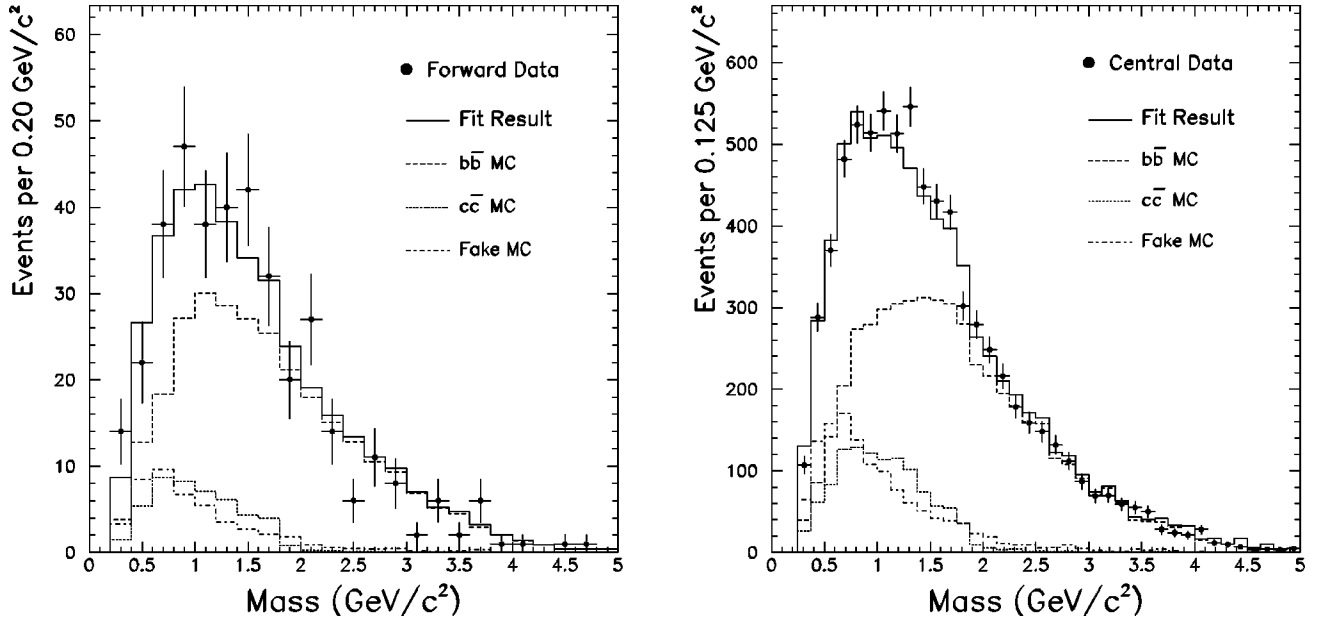 Events per 0.20 GeV/c²
60
50
40
30
20
10
0
Forward Data
Fit Result
bb̅ MC
cc̅ MC
Fake MC
0 0.5 1 1.5 2 2.5 3 3.5 4 4.5 5
Mass (GeV/c²)
Events per 0.125 GeV/c²
600
500
400
300
200
100
0
Central Data
Fit Result
bb̅ MC
cc̅ MC
Fake MC
0 0.5 1 1.5 2 2.5 3 3.5 4 4.5 5
Mass (GeV/c²)